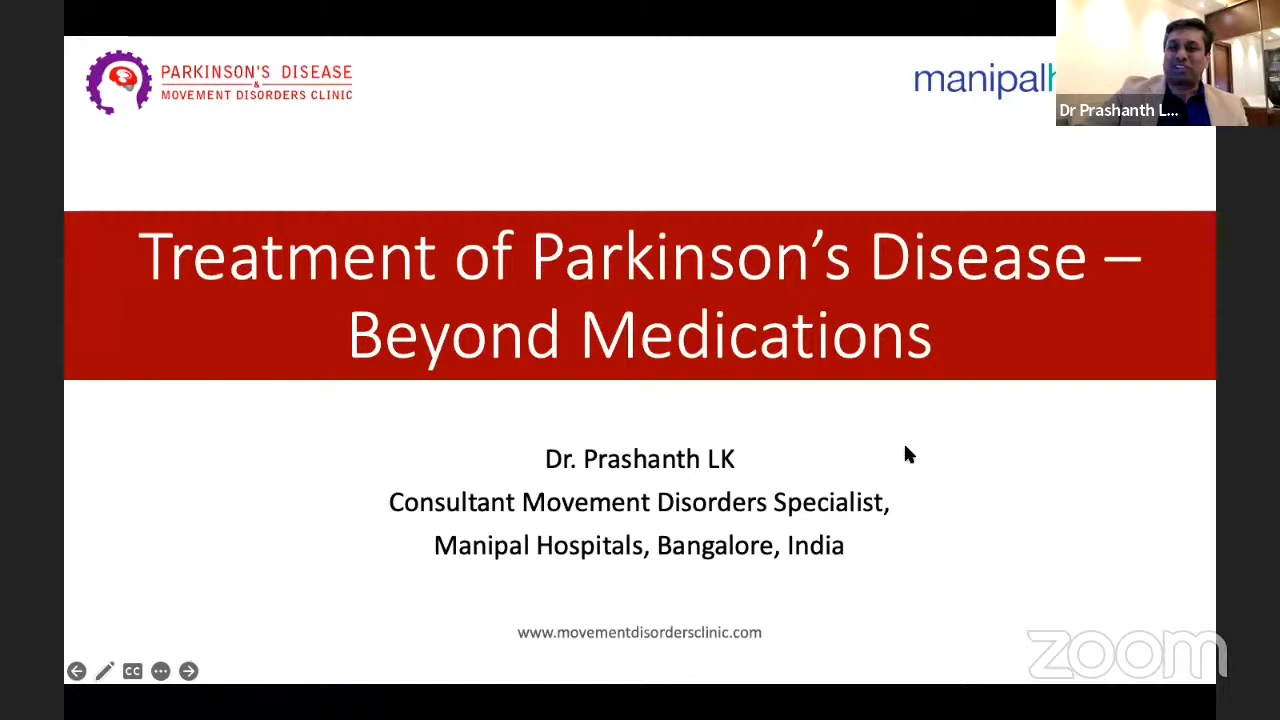 PARKINSON'S DISEASE
&
MOVEMENT DISORDERS CLINIC
manipalh
Dr Prashanth L...
Treatment of Parkinson’s Disease –
Beyond Medications
Dr. Prashanth LK
Consultant Movement Disorders Specialist,
Manipal Hospitals, Bangalore, India
www.movementdisordersclinic.com
CC
zoom